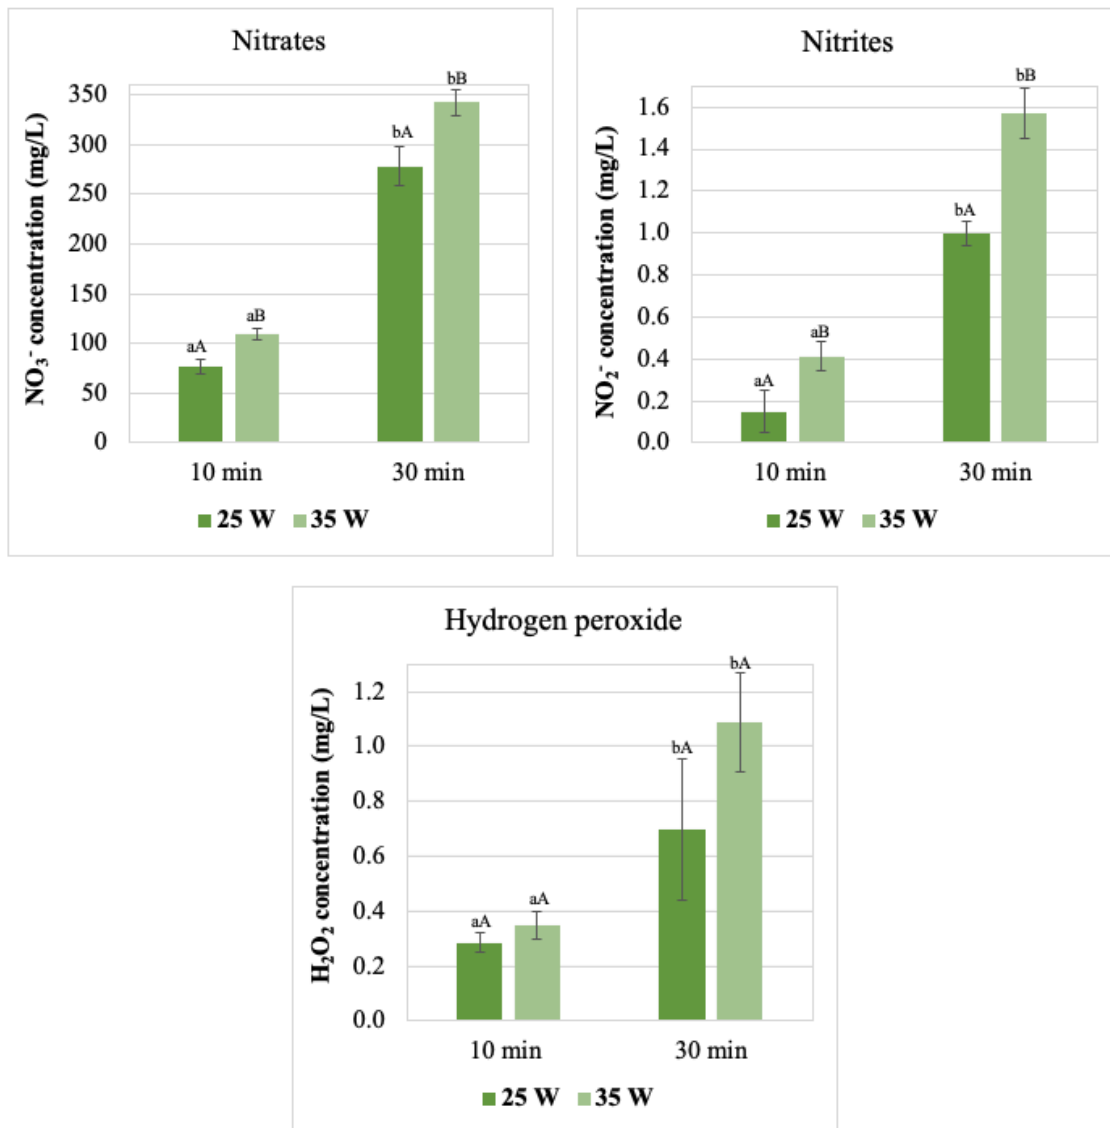 Nitrates
NO₃⁻ concentration (mg/L)
350
300
250
200
150
100
50
0
aA
aB
bA
bB
10 min
30 min
25 W
35 W
Nitrites
NO₂⁻ concentration (mg/L)
1.6
1.4
1.2
1.0
0.8
0.6
0.4
0.2
0.0
aA
aB
bA
bB
10 min
30 min
25 W
35 W
Hydrogen peroxide
H₂O₂ concentration (mg/L)
1.2
1.0
0.8
0.6
0.4
0.2
0.0
aA
aA
bA
bA
10 min
30 min
25 W
35 W